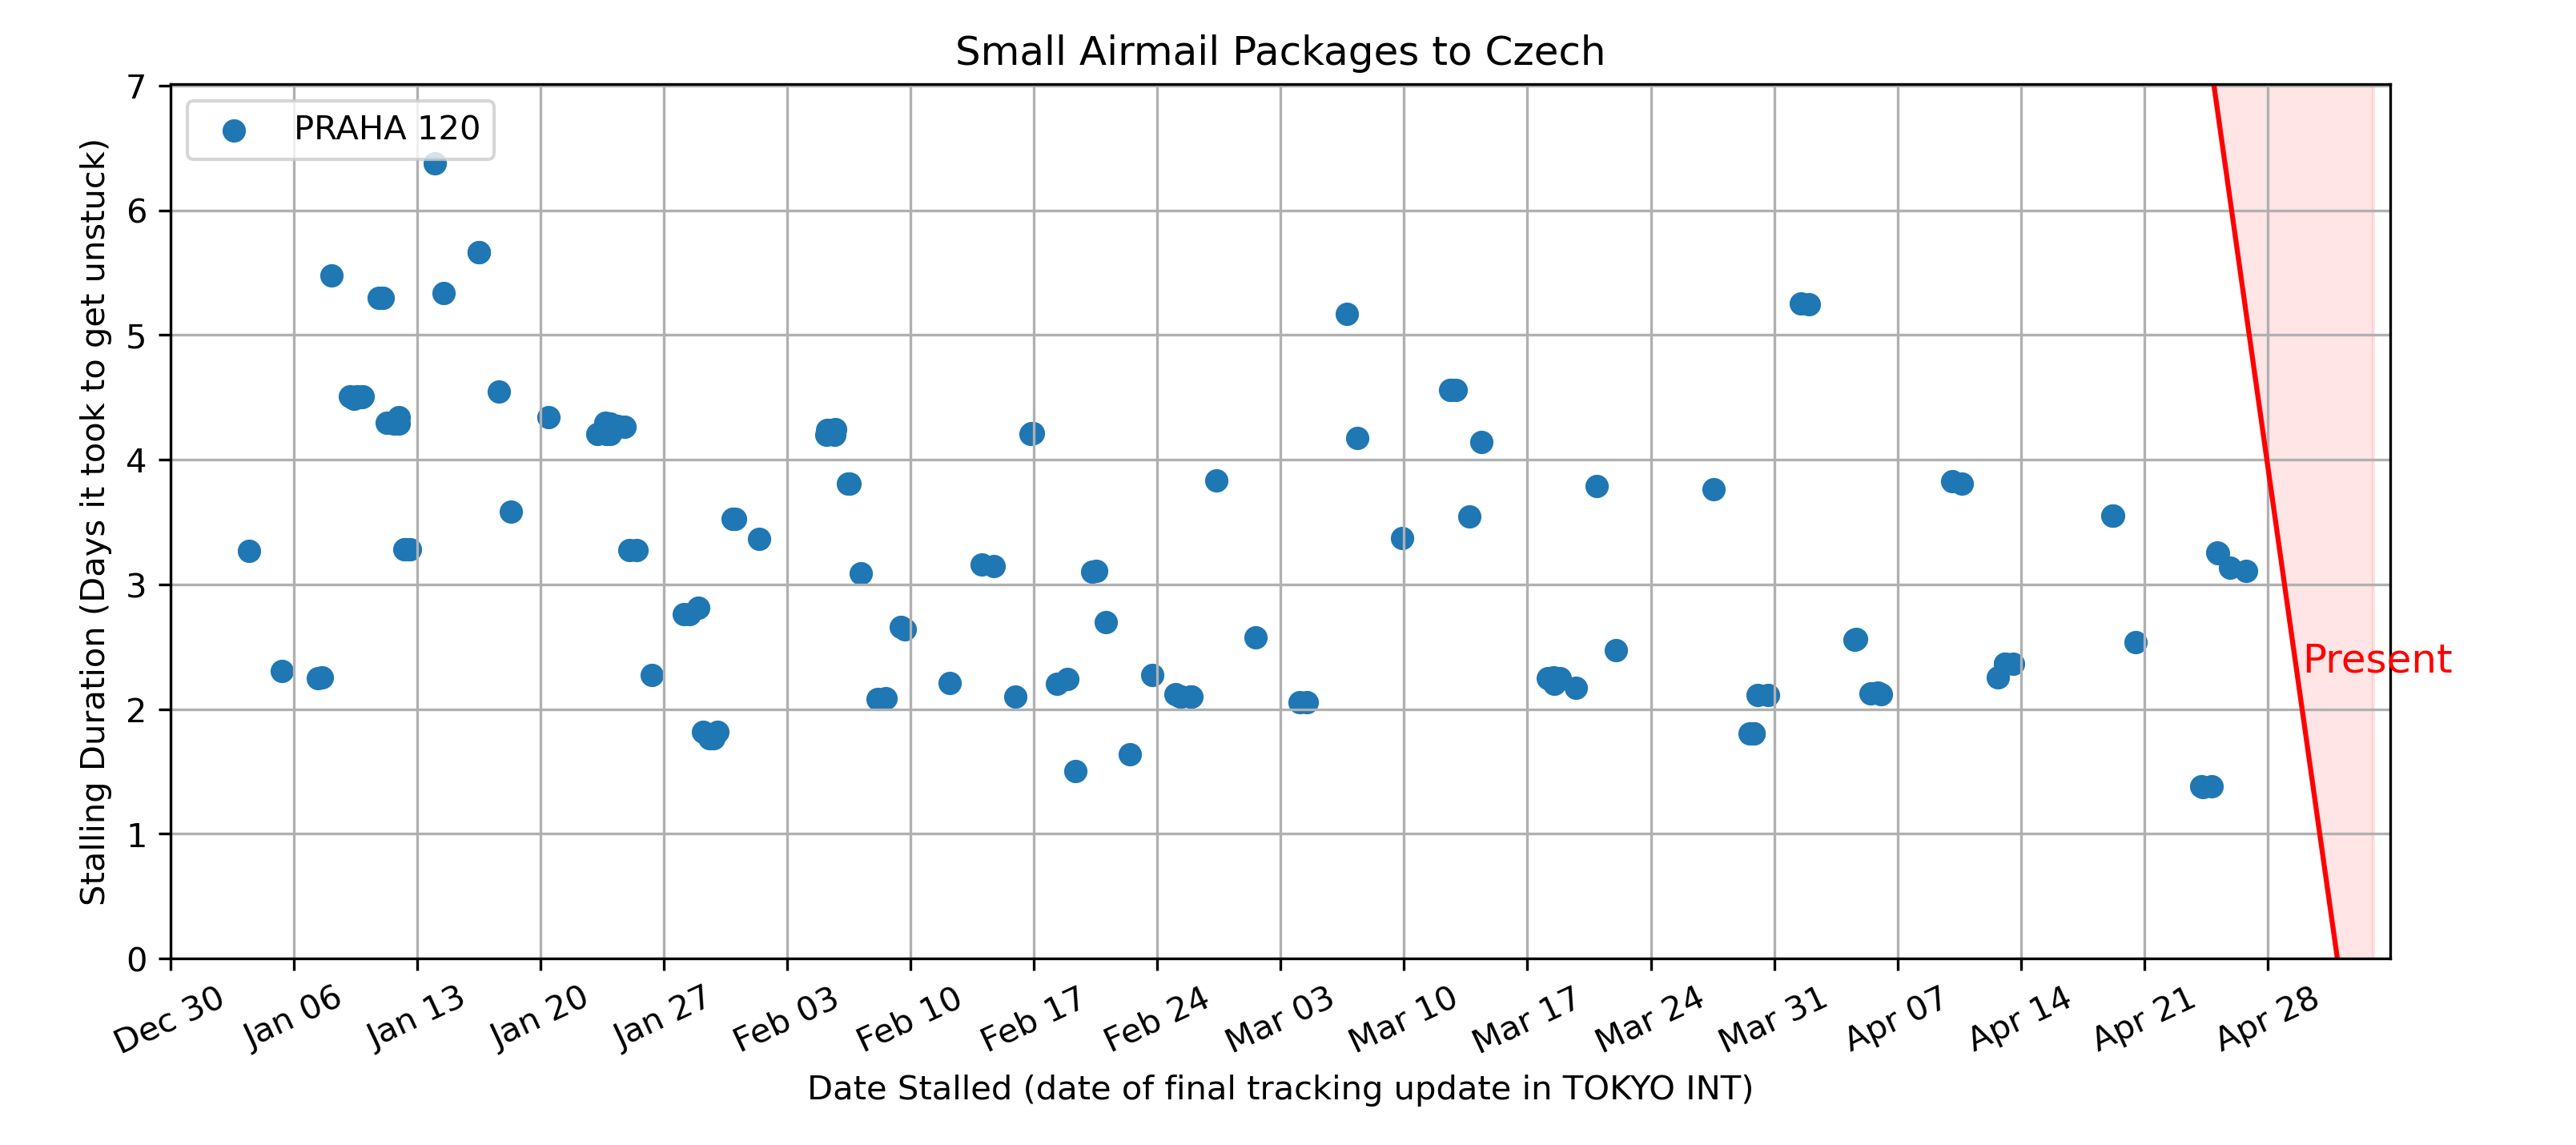 Small Airmail Packages to Czech
PRAHA 120
Stalling Duration (Days it took to get unstuck)
7
6
5
4
3
2
1
0
Present
Dec 30
Jan 06
Jan 13
Jan 20
Jan 27
Feb 03
Feb 10
Feb 17
Feb 24
Mar 03
Mar 10
Mar 17
Mar 24
Mar 31
Apr 07
Apr 14
Apr 21
Apr 28
Date Stalled (date of final tracking update in TOKYO INT)